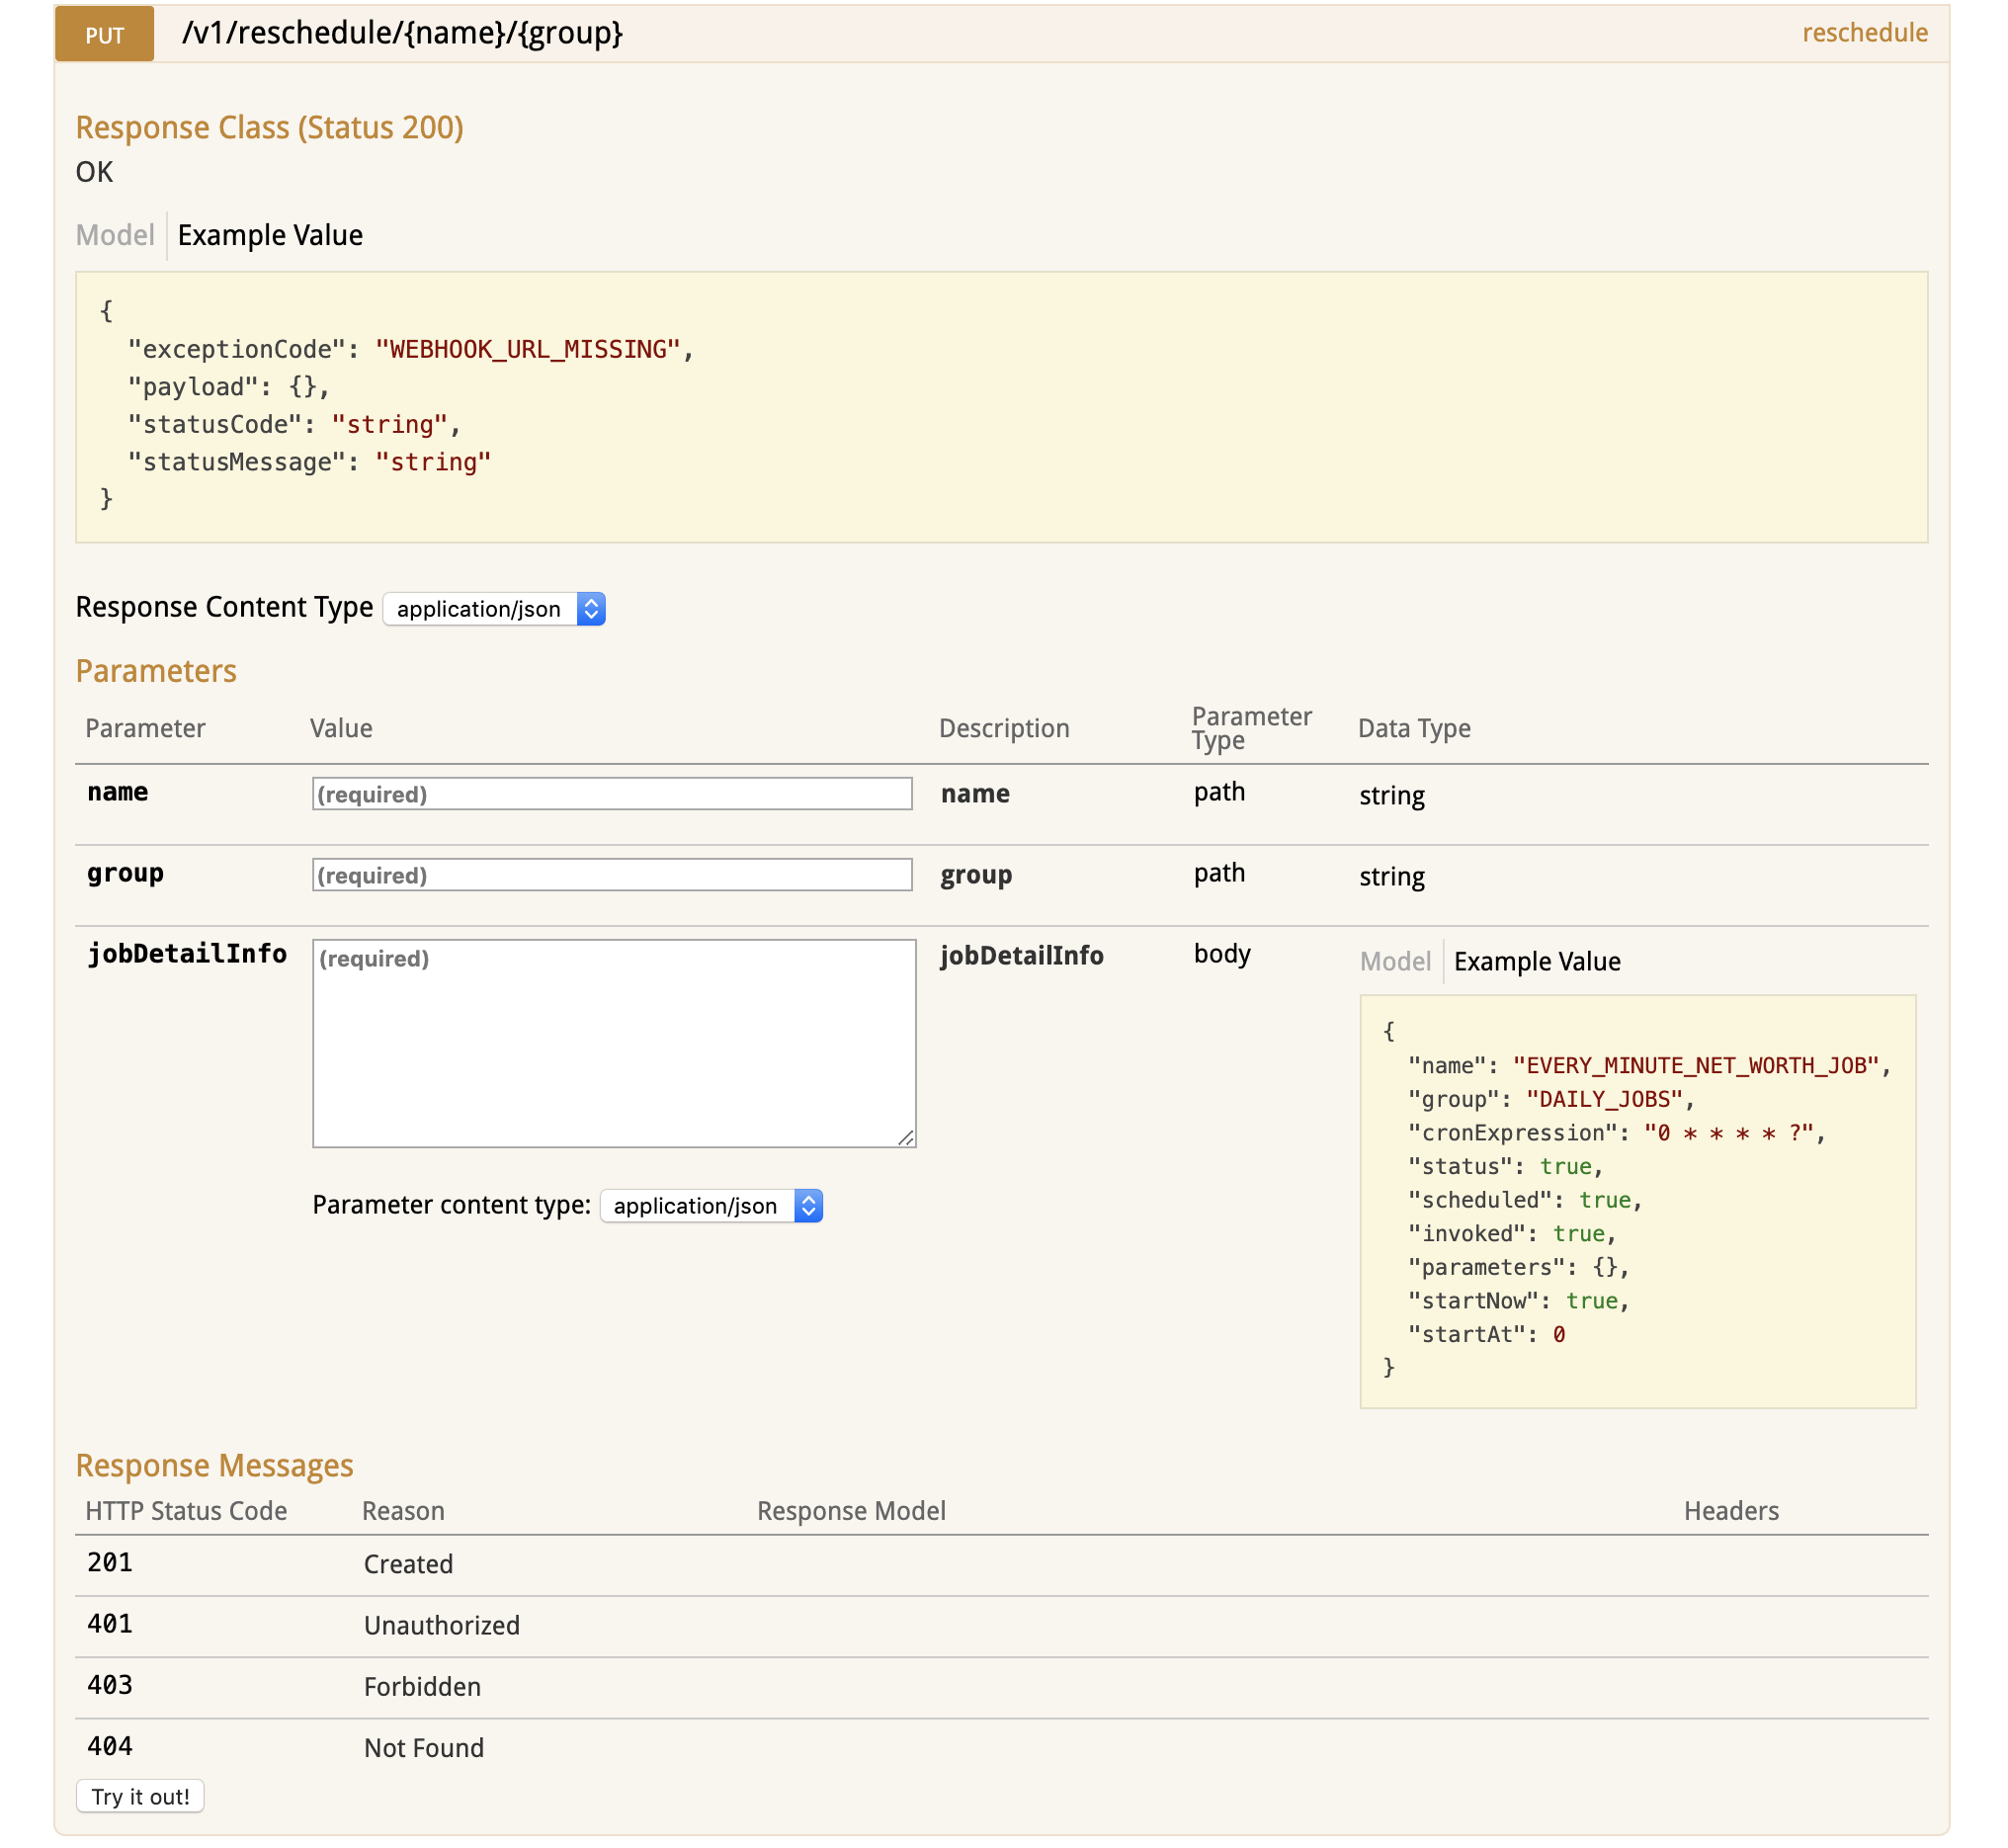 PUT /v1/reschedule/{name}/{group} reschedule
Response Class (Status 200)
OK
Model Example Value
{
"exceptionCode": "WEBHOOK_URL_MISSING",
"payload": {},
"statusCode": "string",
"statusMessage": "string"
}
Response Content Type application/json
Parameters
Parameter Value Description Parameter Type Data Type
name (required) name path string
group (required) group path string
jobDetailInfo (required) jobDetailInfo body Model Example Value
{
"name": "EVERY_MINUTE_NET_WORTH_JOB",
"group": "DAILY_JOBS",
"cronExpression": "0 * * * * ?",
"status": true,
"scheduled": true,
"invoked": true,
"parameters": {},
"startNow": true,
"startAt": 0
}
Parameter content type: application/json
Response Messages
HTTP Status Code Reason Response Model Headers
201 Created
401 Unauthorized
403 Forbidden
404 Not Found
Try it out!